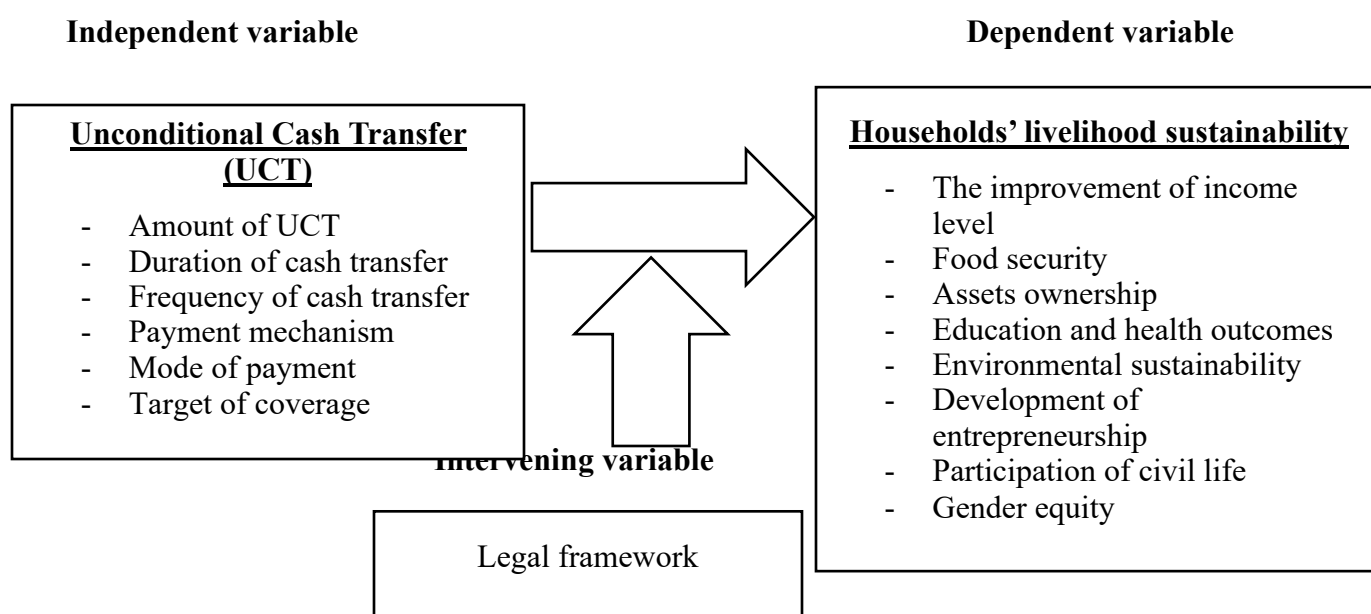 Independent variable
Dependent variable
Unconditional Cash Transfer
(UCT)
- Amount of UCT
- Duration of cash transfer
- Frequency of cash transfer
- Payment mechanism
- Mode of payment
- Target of coverage
Households’ livelihood sustainability
- The improvement of income
level
- Food security
- Assets ownership
- Education and health outcomes
- Environmental sustainability
- Development of
entrepreneurship
- Participation of civil life
- Gender equity
Intervening variable
Legal framework